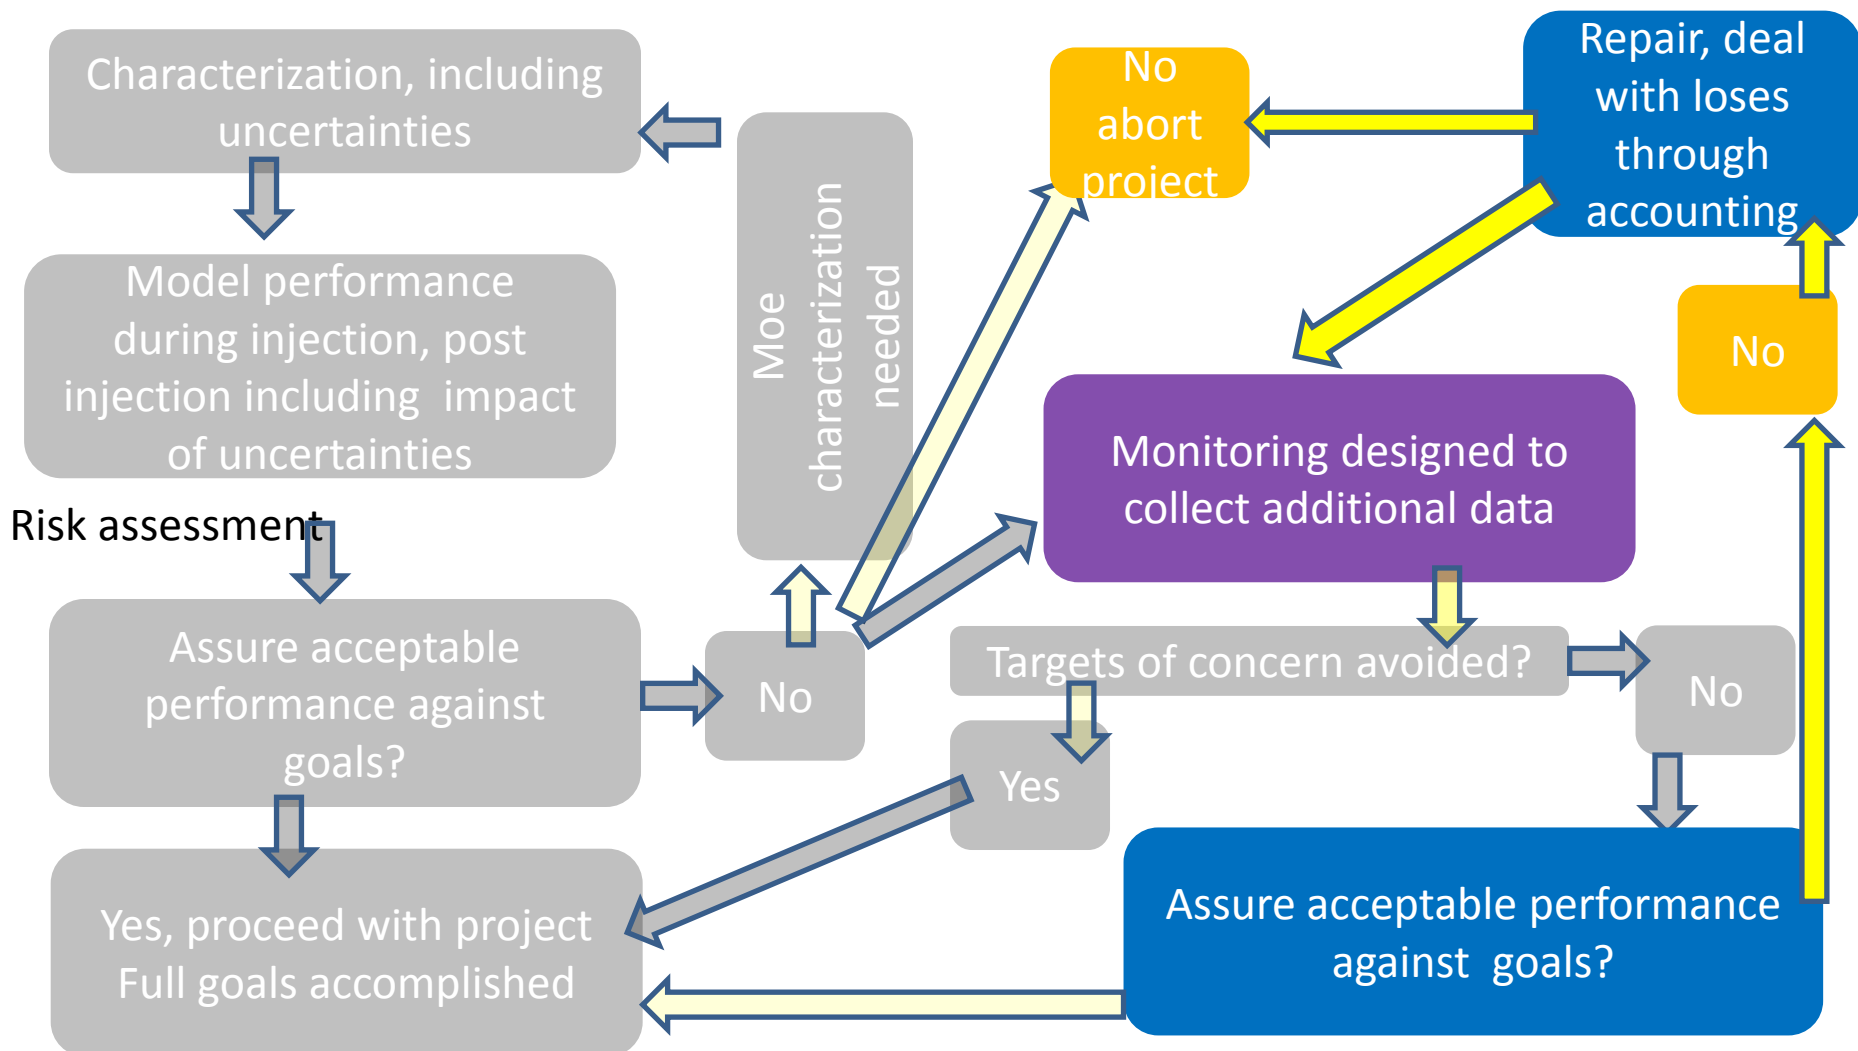 Characterization, including
uncertainties
Model performance
during injection, post
injection including  impact
of uncertainties
Risk assessment
Assure acceptable
performance against
goals?
Yes, proceed with project
Full goals accomplished
No
Moe
characterization
needed
No
abort
project
Repair, deal
with loses
through
accounting
No
Monitoring designed to
collect additional data
Targets of concern avoided?
No
Yes
Assure acceptable performance
against  goals?